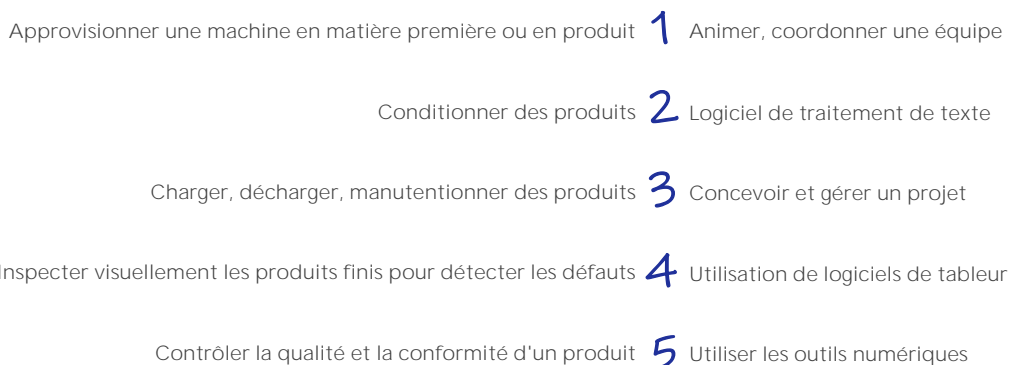 Approvisionner une machine en matière première ou en produit 1 Animer, coordonner une équipe
Conditionner des produits 2 Logiciel de traitement de texte
Charger, décharger, manutentionner des produits 3 Concevoir et gérer un projet
Inspecter visuellement les produits finis pour détecter les défauts 4 Utilisation de logiciels de tableur
Contrôler la qualité et la conformité d'un produit 5 Utiliser les outils numériques